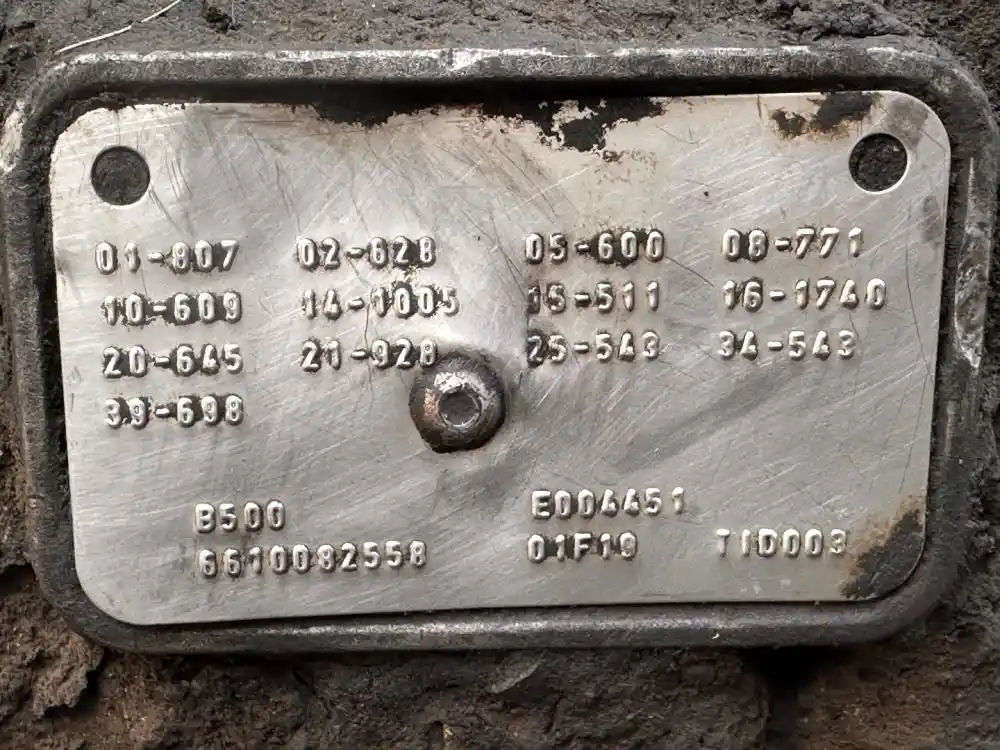 01-807 02-628 05-600 08-771
10-609 14-1005 15-511 16-1740
20-645 21-928 25-543 34-543
39-698
B500 E004451
6610082558 01F19 TID003